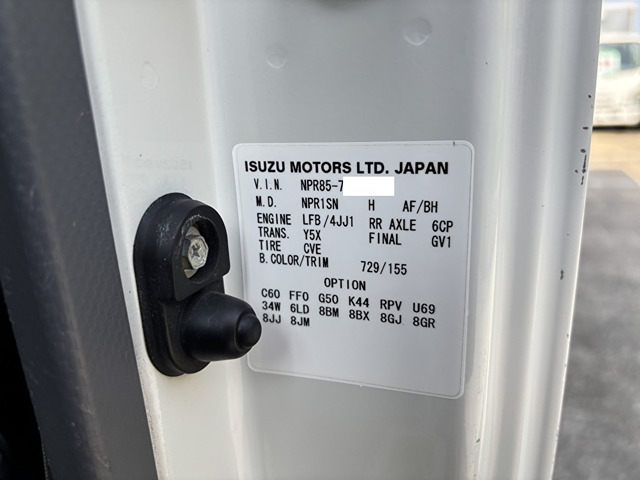 ISUZU MOTORS LTD. JAPAN
V.I.N. NPR85-7
M.D. NPR1SN H AF/BH
ENGINE LFB/4JJ1 RR AXLE 6CP
TRANS. Y5X FINAL GV1
TIRE CVE
B.COLOR/TRIM 729/155
OPTION
C60 FF0 G50 K44 RPV U69
34W 6LD 8BM 8BX 8GJ 8GR
8JJ 8JM